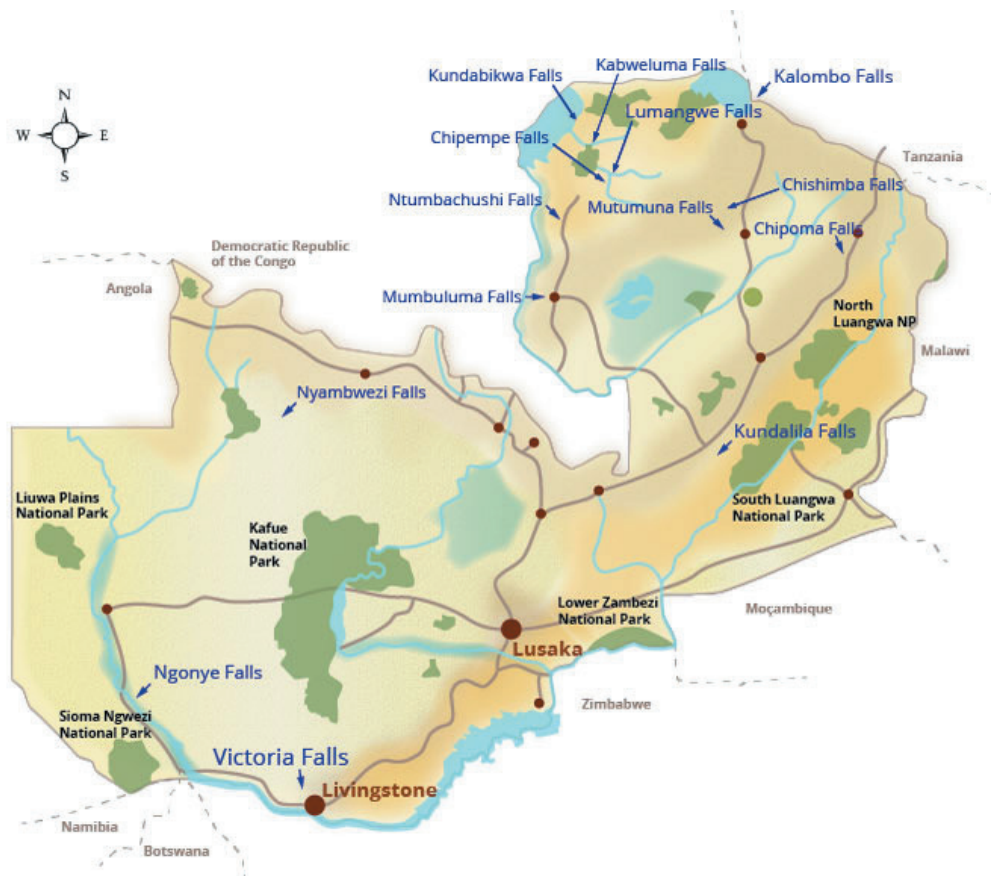 Kabweluma Falls
Kundabikwa Falls
Kalombo Falls
N
W
E
S
Lumangwe Falls
Chipempe Falls
Tanzania
Chishimba Falls
Ntumbachushi Falls
Mutumuna Falls
Chipoma Falls
Democratic Republic
of the Congo
Angola
Mumbuluma Falls
North
Luangwa NP
Malawi
Nyambwezi Falls
Kundalila Falls
Liuwa Plains
National Park
South Luangwa
National Park
Kafue
National
Park
Lower Zambezi
National Park
Moçambique
Lusaka
Ngonye Falls
Zimbabwe
Sioma Ngwezi
National Park
Victoria Falls
Livingstone
Namibia
Botswana